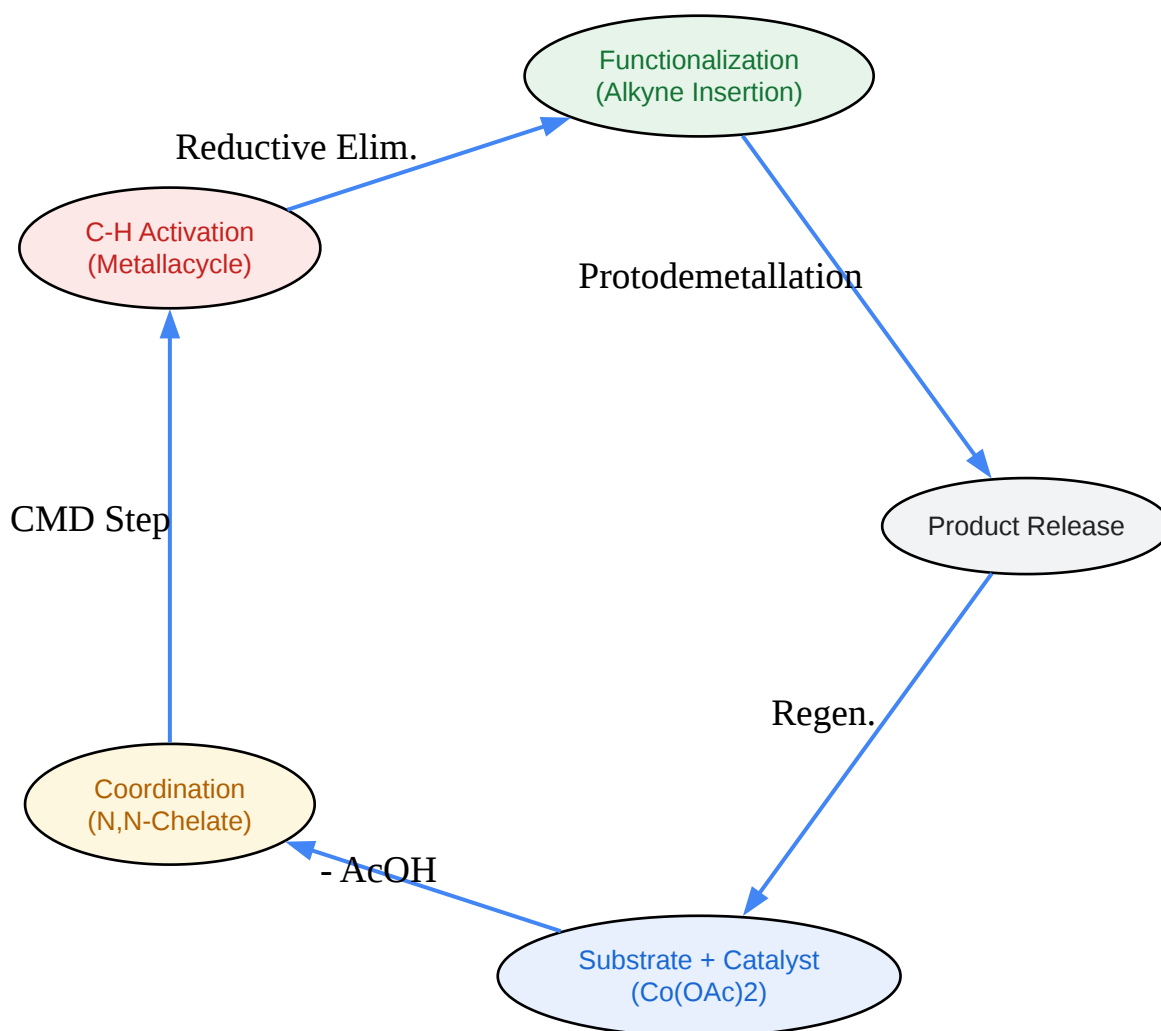 Functionalization
(Alkyne Insertion)
Reductive Elim.
C-H Activation
(Metallacycle)
Protodemetallation
CMD Step
Product Release
Regen.
Coordination
(N,N-Chelate)
- AcOH
Substrate + Catalyst
(Co(OAc)2)